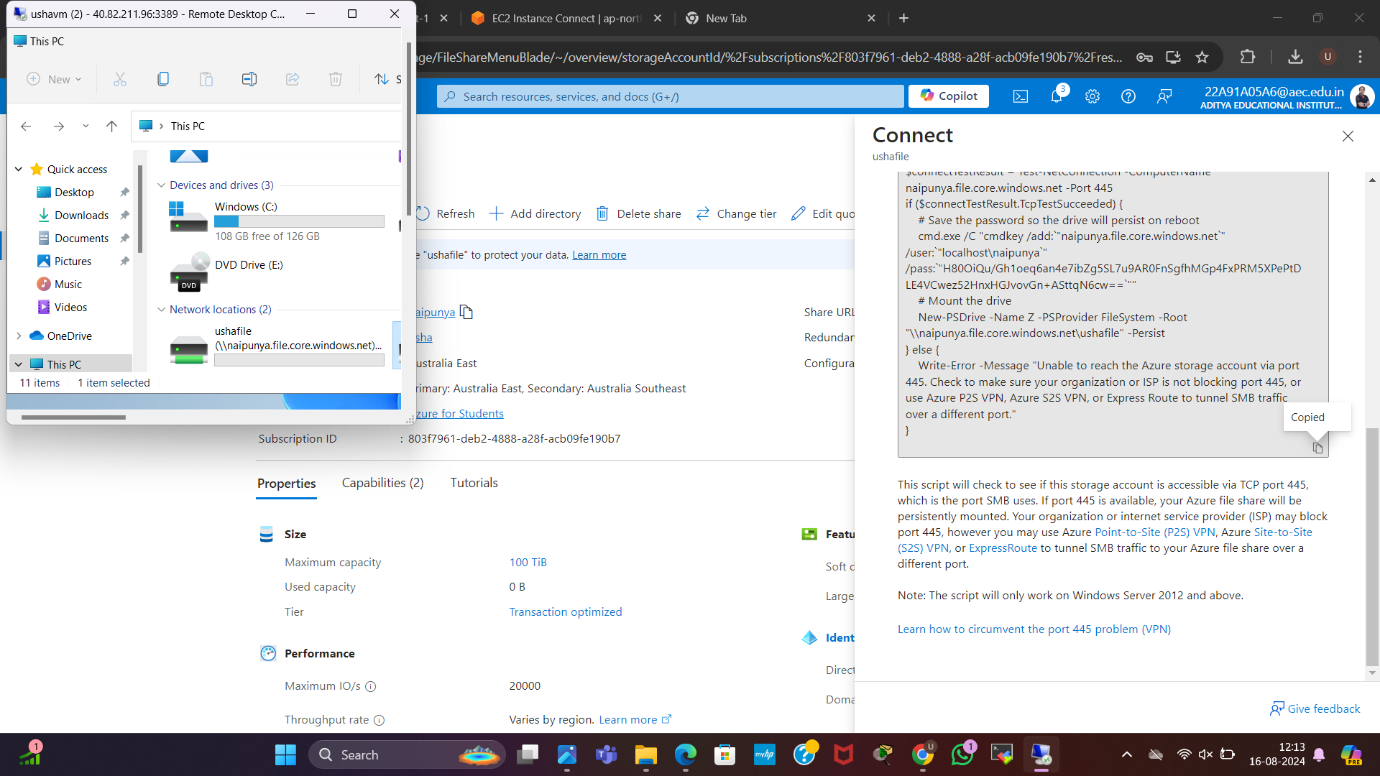 ushavm (2) - 40.82.211.96:3389 - Remote Desktop C...
EC2 Instance Connect | ap-nort
New Tab
This PC
ge/FileShareMenuBlade/~/overview/storageAccountId/%2Fsubscriptions%2F803f7961-deb2-4888-a28f-acb09fe190b7%2Fres...
U
New
S
Search resources, services, and docs (G+/)
Copilot
3
22A91A05A6@aec.edu.in
ADITYA EDUCATIONAL INSTITUT...
This PC
Connect
ushafile
Quick access
Desktop
Downloads
Documents
Pictures
Music
Videos
OneDrive
This PC
Devices and drives (3)
Windows (C:)
108 GB free of 126 GB
DVD Drive (E:)
DVD
Network locations (2)
ushafile
(\\naipunya.file.core.windows.net)...
11 items 1 item selected
Refresh Add directory Delete share Change tier Edit quo
e "ushafile" to protect your data. Learn more
aipunya
sha
ustralia East
rimary: Australia East, Secondary: Australia Southeast
zure for Students
Subscription ID : 803f7961-deb2-4888-a28f-acb09fe190b7
Share URL
Redundan
Configura
Properties Capabilities (2) Tutorials
Size
Maximum capacity 100 TiB
Used capacity 0 B
Tier Transaction optimized
Performance
Maximum IO/s 20000
Throughput rate Varies by region. Learn more
Featu
Soft d
Large
Ident
Direct
Doma
$connectTestResult = Test-NetConnection -ComputerName
naipunya.file.core.windows.net -Port 445
if ($connectTestResult.TcpTestSucceeded) {
# Save the password so the drive will persist on reboot
cmd.exe /C "cmdkey /add:`"naipunya.file.core.windows.net`"
/user:`"localhost\naipunya`"
/pass:`"H80OiQu/Gh1oeq6an4e7ibZg5SL7u9AR0FnSgfhMGp4FxPRM5XPePtD
LE4VCwez52HnxHGJvovGn+ASttqN6cw==`""
# Mount the drive
New-PSDrive -Name Z -PSProvider FileSystem -Root
"\\naipunya.file.core.windows.net\ushafile" -Persist
} else {
Write-Error -Message "Unable to reach the Azure storage account via port
445. Check to make sure your organization or ISP is not blocking port 445, or
use Azure P2S VPN, Azure S2S VPN, or Express Route to tunnel SMB traffic
over a different port."
}
Copied
This script will check to see if this storage account is accessible via TCP port 445,
which is the port SMB uses. If port 445 is available, your Azure file share will be
persistently mounted. Your organization or internet service provider (ISP) may block
port 445, however you may use Azure Point-to-Site (P2S) VPN, Azure Site-to-Site
(S2S) VPN, or ExpressRoute to tunnel SMB traffic to your Azure file share over a
different port.
Note: The script will only work on Windows Server 2012 and above.
Learn how to circumvent the port 445 problem (VPN)
Give feedback
1
Search
myhp
U
1
12:13
16-08-2024
PRE